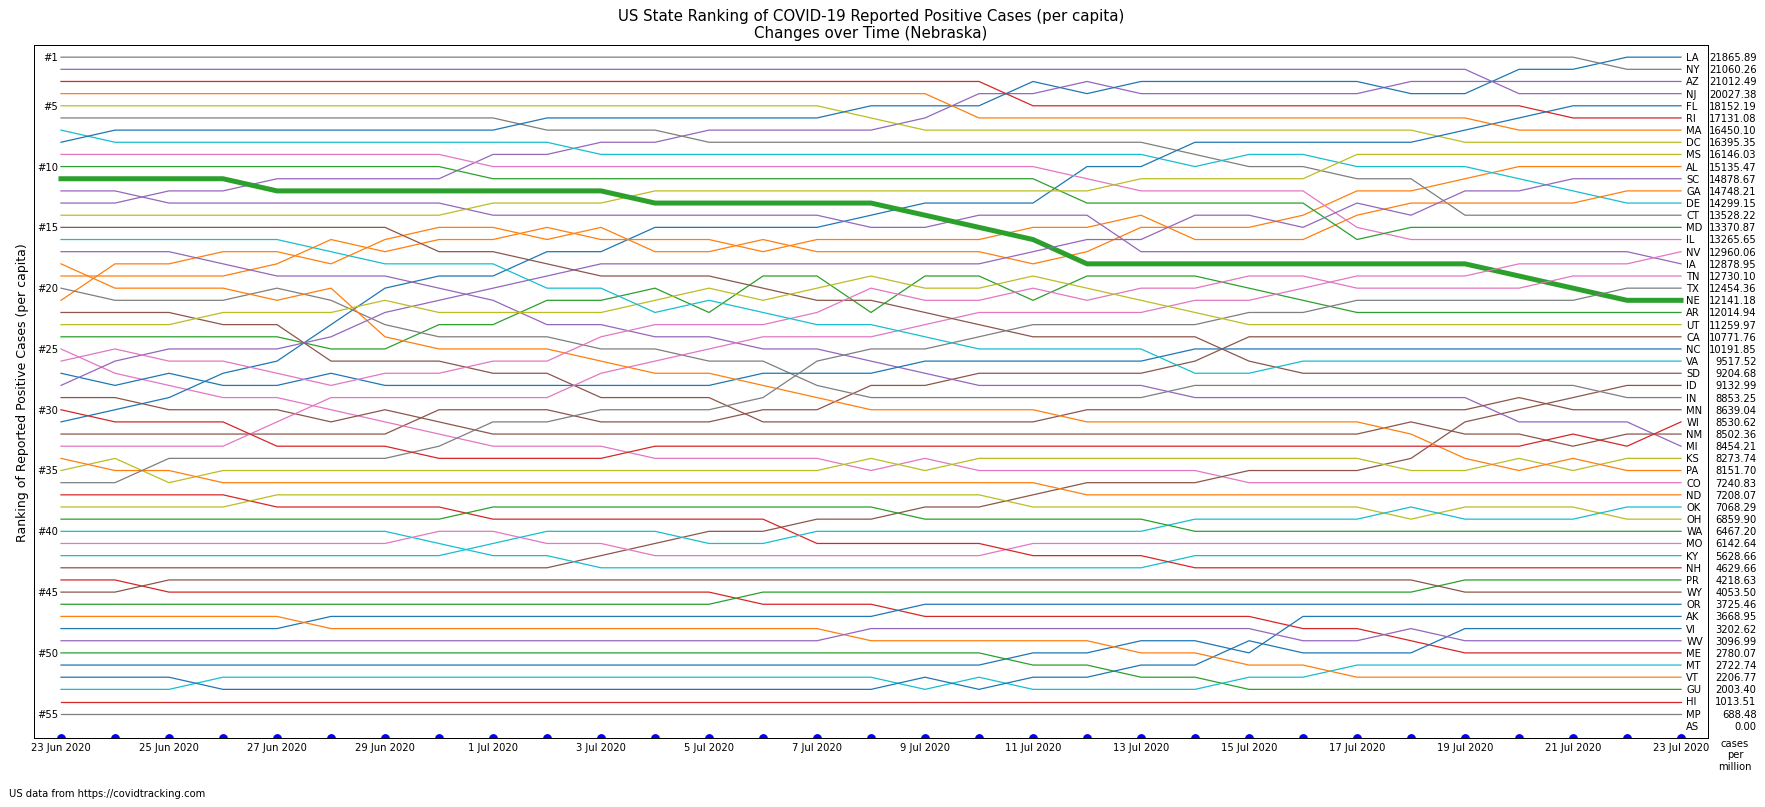 US State Ranking of COVID-19 Reported Positive Cases (per capita)
Changes over Time (Nebraska)
Ranking of Reported Positive Cases (per capita)
#1
#5
#10
#15
#20
#25
#30
#35
#40
#45
#50
#55
LA 21865.89
NY 21060.26
AZ 21012.49
NJ 20027.38
FL 18152.19
RI 17131.08
MA 16450.10
DC 16395.35
MS 16146.03
AL 15135.47
SC 14878.67
GA 14748.21
DE 14299.15
CT 13528.22
MD 13370.87
IL 13265.65
NV 12960.06
IA 12878.95
TN 12730.10
TX 12454.36
NE 12141.18
AR 12014.94
UT 11259.97
CA 10771.76
NC 10191.85
VA 9517.52
SD 9204.68
ID 9132.99
IN 8853.25
MN 8639.04
WI 8530.62
NM 8502.36
MI 8454.21
KS 8273.74
PA 8151.70
CO 7240.83
ND 7208.07
OK 7068.29
OH 6859.90
WA 6467.20
MO 6142.64
KY 5628.66
NH 4629.66
PR 4218.63
WY 4053.50
OR 3725.46
AK 3668.95
VI 3202.62
WV 3096.99
ME 2780.07
MT 2722.74
VT 2206.77
GU 2003.40
HI 1013.51
MP 688.48
AS 0.00
23 Jun 2020 25 Jun 2020 27 Jun 2020 29 Jun 2020 1 Jul 2020 3 Jul 2020 5 Jul 2020 7 Jul 2020 9 Jul 2020 11 Jul 2020 13 Jul 2020 15 Jul 2020 17 Jul 2020 19 Jul 2020 21 Jul 2020 23 Jul 2020
cases
per
million
US data from https://covidtracking.com